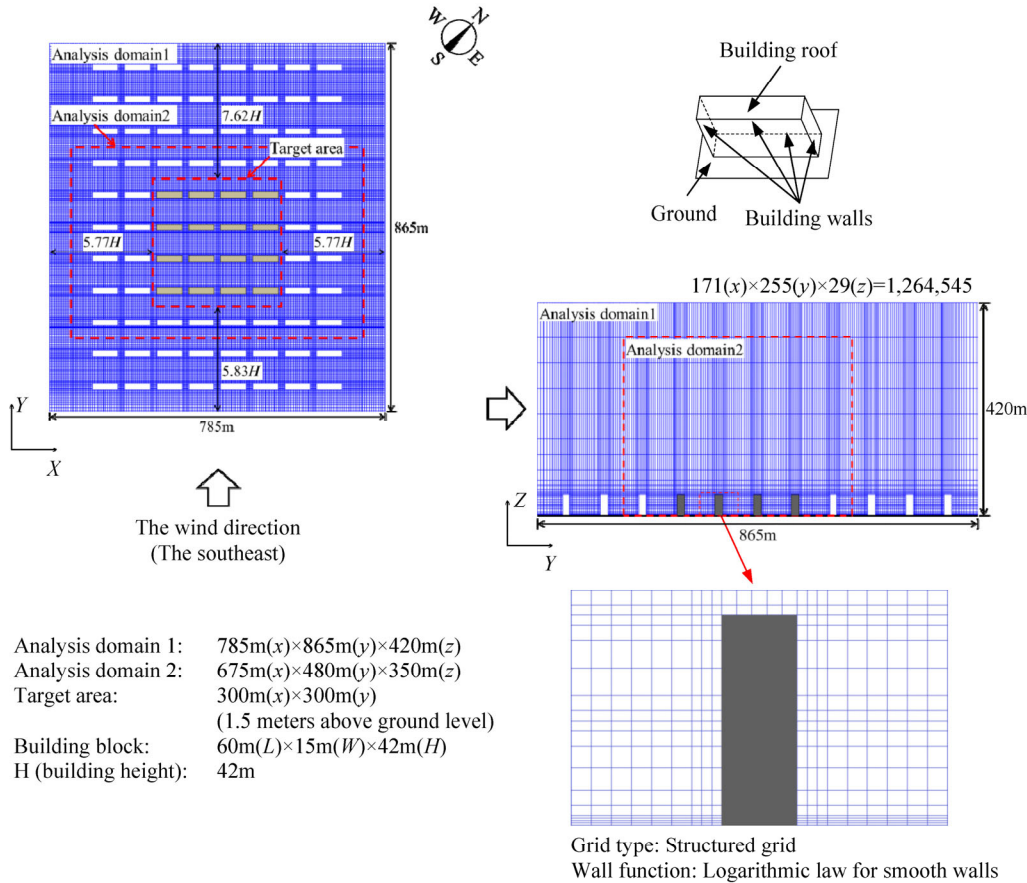 Analysis domain1
Analysis domain2
7.62H
Target area
5.77H
5.77H
865m
5.83H
785m
Y
X
W
N
S
E
The wind direction
(The southeast)
Building roof
Ground
Building walls
171(x)×255(y)×29(z)=1,264,545
Analysis domain1
Analysis domain2
420m
865m
Z
Y
Analysis domain 1: 785m(x)×865m(y)×420m(z)
Analysis domain 2: 675m(x)×480m(y)×350m(z)
Target area: 300m(x)×300m(y)
(1.5 meters above ground level)
Building block: 60m(L)×15m(W)×42m(H)
H (building height): 42m
Grid type: Structured grid
Wall function: Logarithmic law for smooth walls